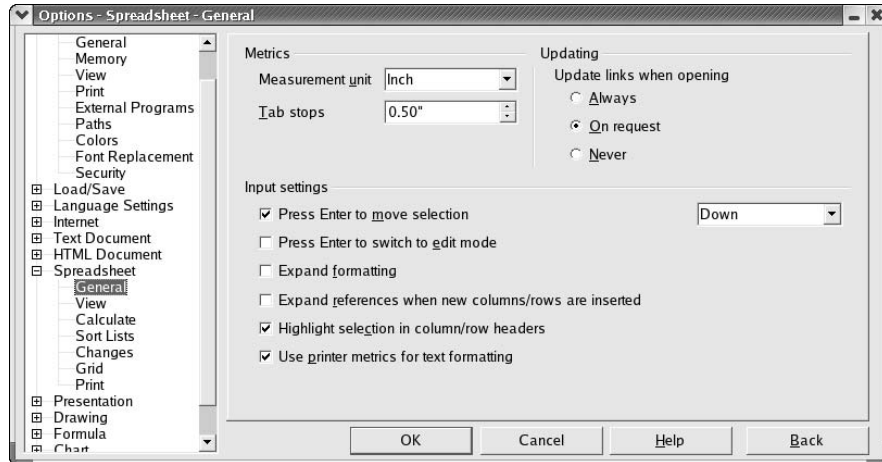 Options - Spreadsheet - General
General
Memory
View
Print
External Programs
Paths
Colors
Font Replacement
Security
Load/Save
Language Settings
Internet
Text Document
HTML Document
Spreadsheet
General
View
Calculate
Sort Lists
Changes
Grid
Print
Presentation
Drawing
Formula
Chart
Metrics
Measurement unit Inch
Tab stops 0.50"
Updating
Update links when opening
Always
On request
Never
Input settings
Press Enter to move selection Down
Press Enter to switch to edit mode
Expand formatting
Expand references when new columns/rows are inserted
Highlight selection in column/row headers
Use printer metrics for text formatting
OK Cancel Help Back